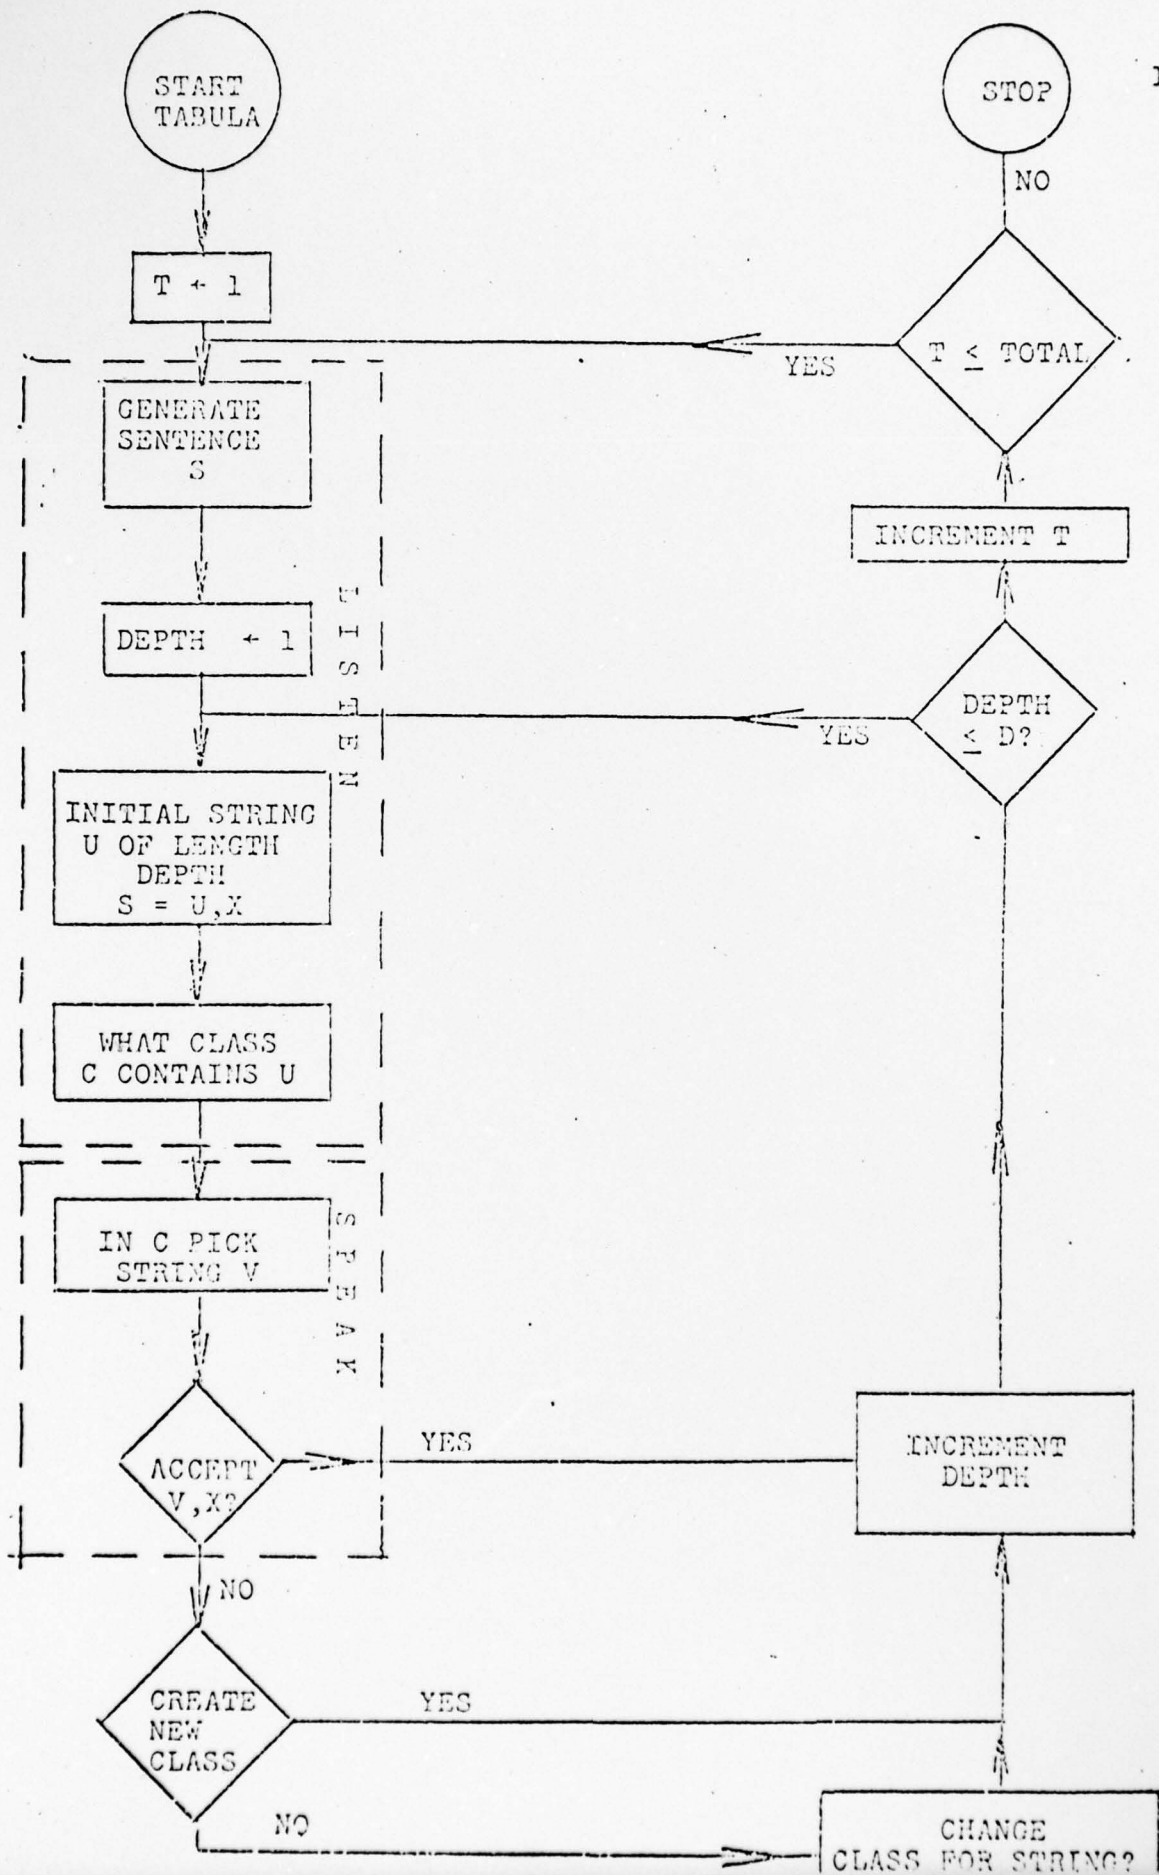 START
TABULA
T ← 1
GENERATE
SENTENCE
S
DEPTH ← 1
LISTEN
INITIAL STRING
U OF LENGTH
DEPTH
S = U,X
WHAT CLASS
C CONTAINS U
IN C PICK
STRING V
SPEAK
ACCEPT
V,X?
YES
NO
CREATE
NEW
CLASS
YES
NO
CHANGE
CLASS FOR STRING?
INCREMENT
DEPTH
DEPTH
≤ D?
YES
INCREMENT T
T ≤ TOTAL
YES
NO
STOP